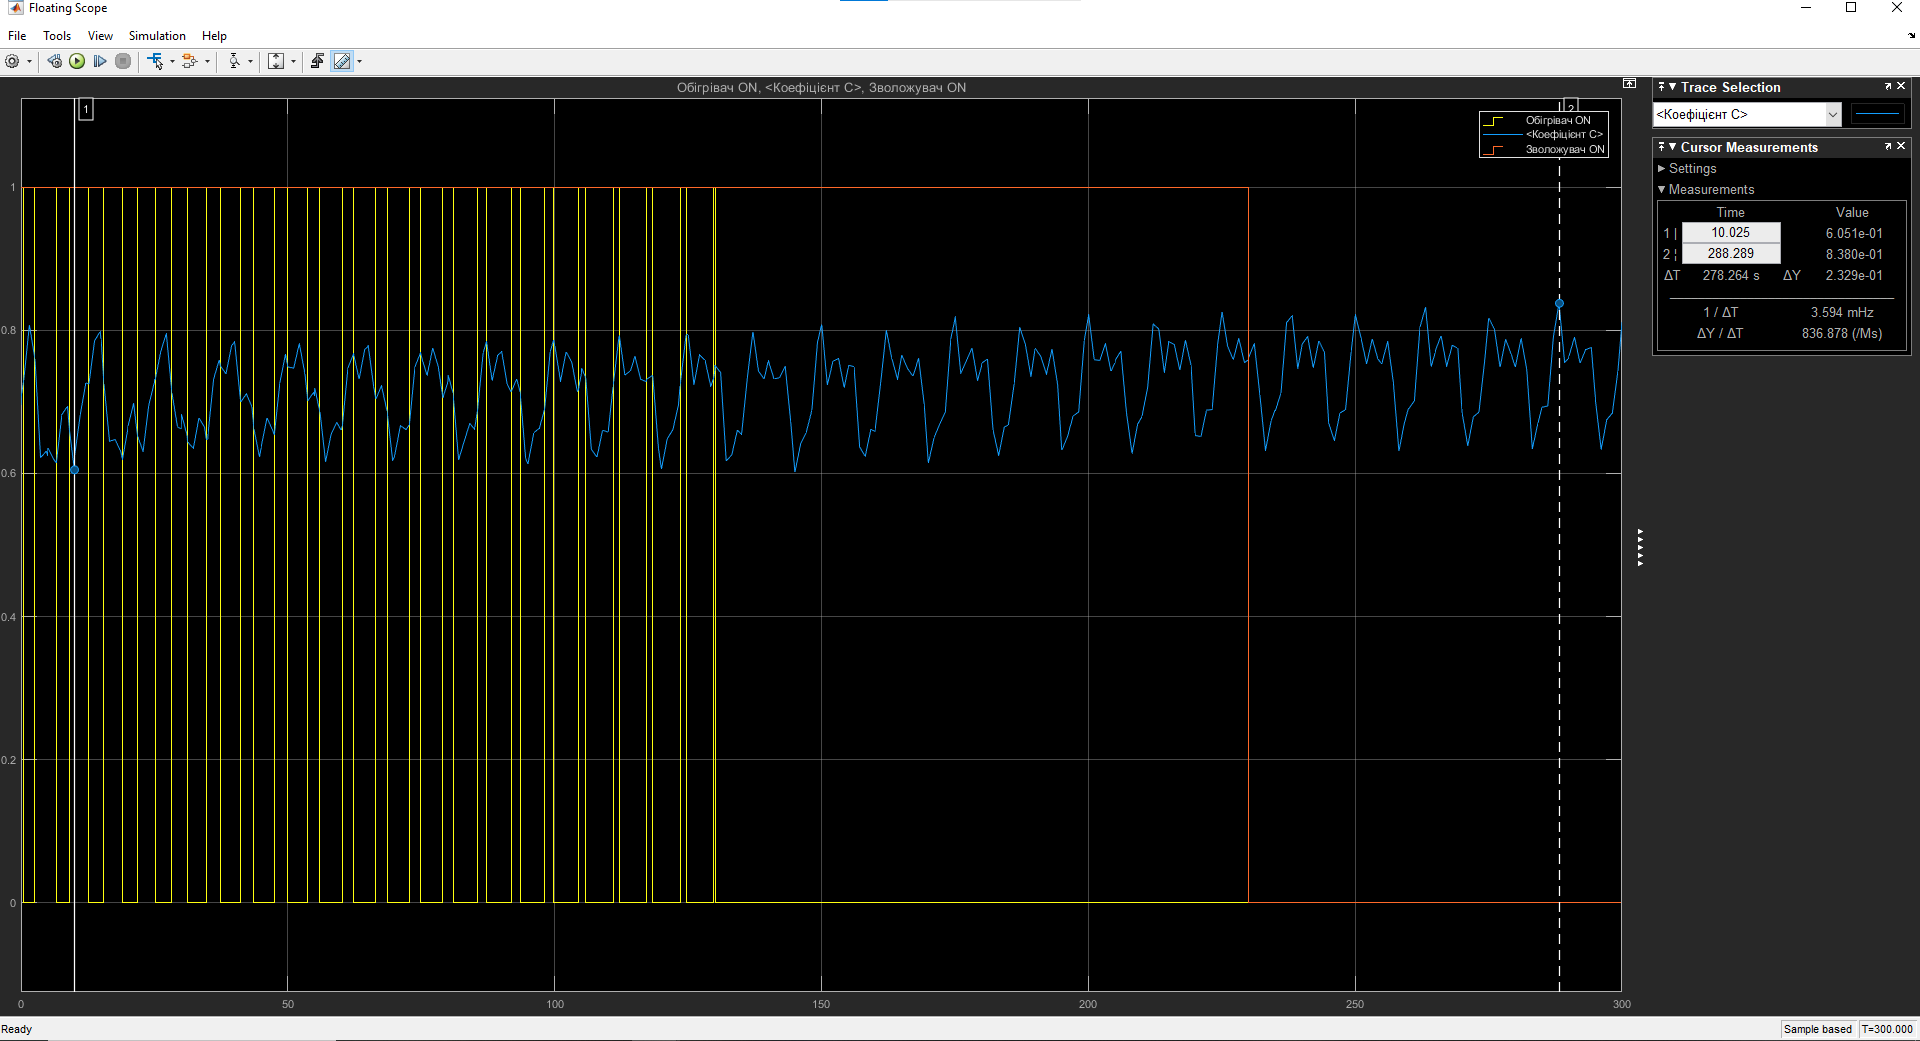 Floating Scope
File Tools View Simulation Help
Обігрівач ON, <Коефіцієнт C>, Зволожувач ON
1
2
Обігрівач ON
<Коефіцієнт C>
Зволожувач ON
1
0.8
0.6
0.4
0.2
0
0 50 100 150 200 250 300
Trace Selection
<Коефіцієнт C>
Cursor Measurements
Settings
Measurements
Time Value
1 | 10.025 6.051e-01
2 ¦ 288.289 8.380e-01
ΔT 278.264 s ΔY 2.329e-01
1 / ΔT 3.594 mHz
ΔY / ΔT 836.878 (/Ms)
Ready
Sample based T=300.000